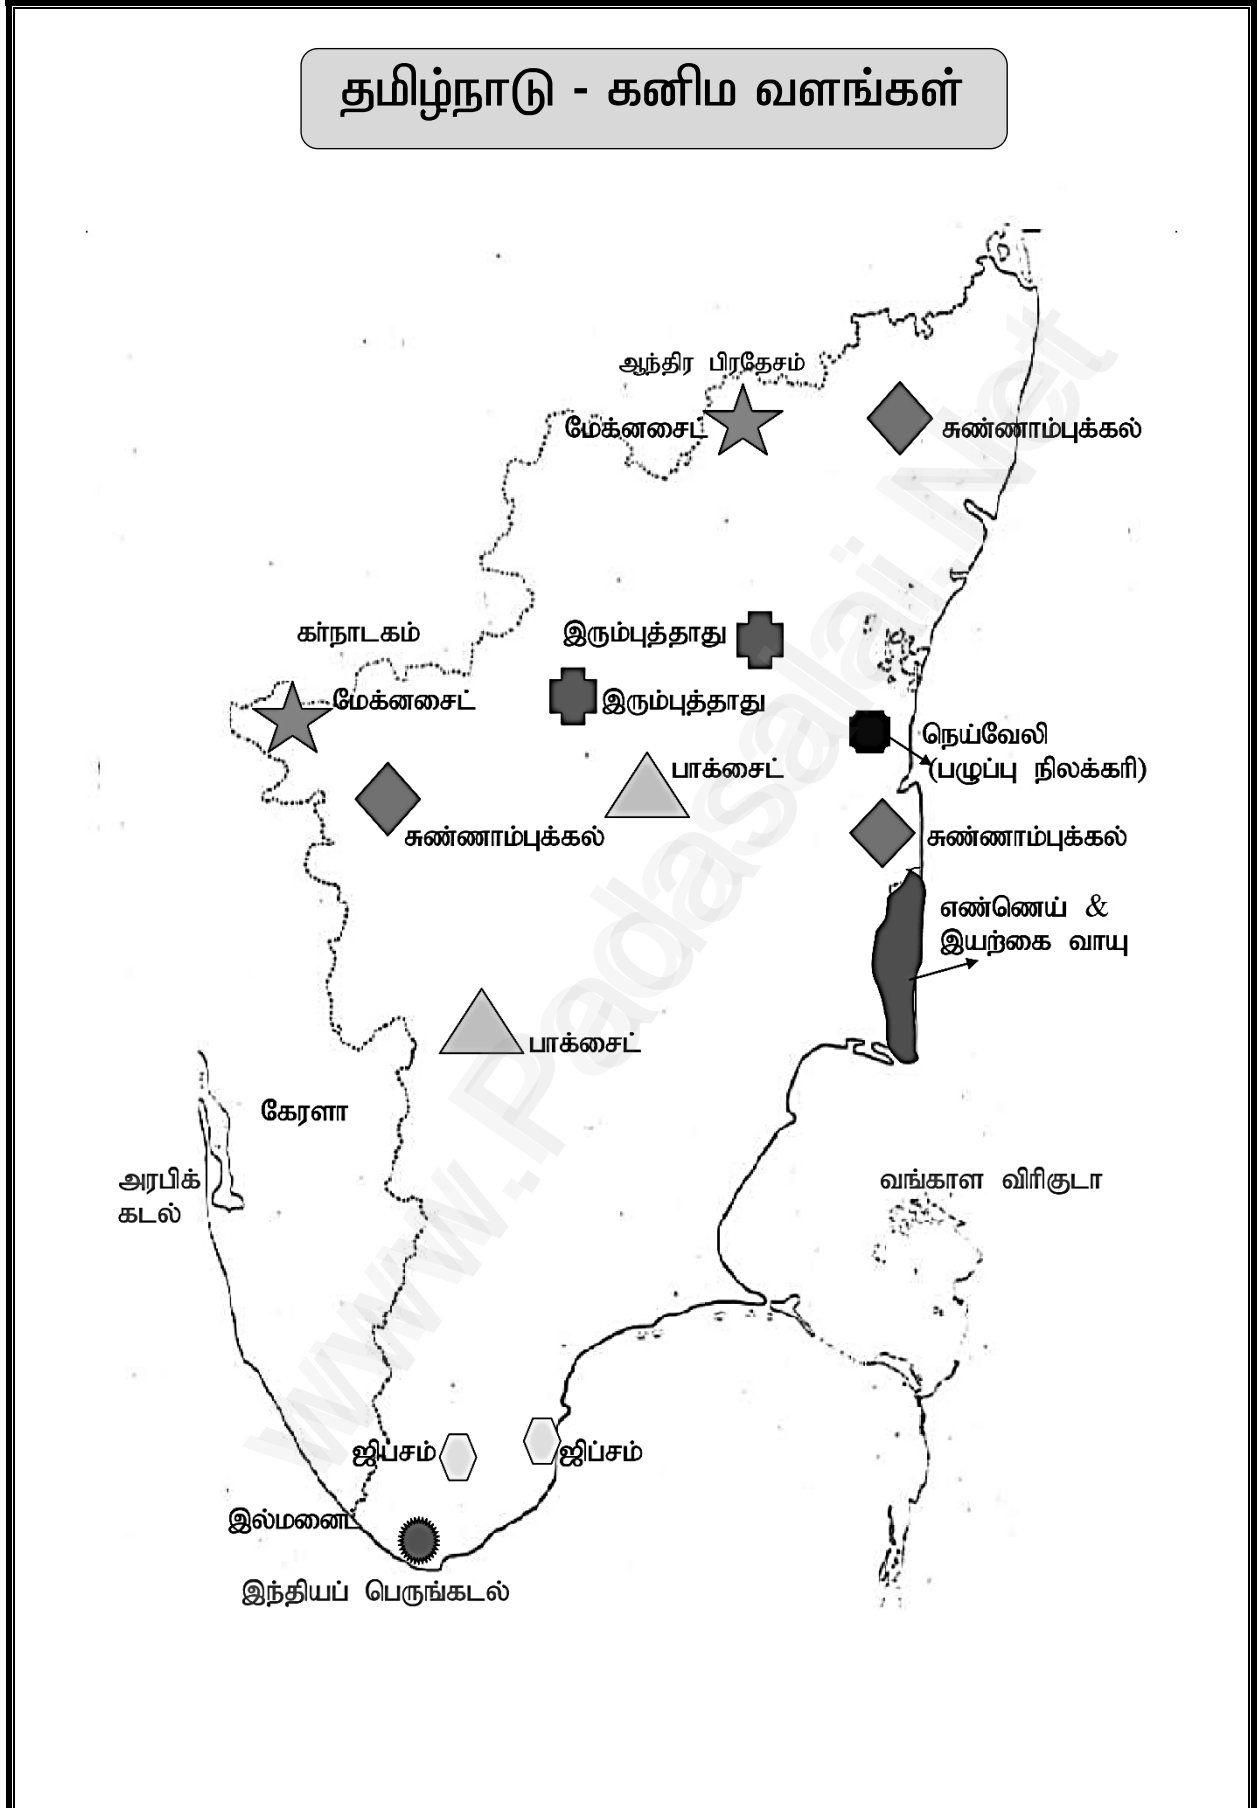 தமிழ்நாடு - கனிம வளங்கள்
ஆந்திர பிரதேசம்
மேக்னசைட்
சுண்ணாம்புக்கல்
கர்நாடகம்
இரும்புத்தாது
மேக்னசைட்
இரும்புத்தாது
நெய்வேலி
(பழுப்பு நிலக்கரி)
பாக்சைட்
சுண்ணாம்புக்கல்
சுண்ணாம்புக்கல்
எண்ணெய் &
இயற்கை வாயு
பாக்சைட்
கேரளா
அரபிக்
கடல்
வங்காள விரிகுடா
ஜிப்சம்
ஜிப்சம்
இல்மனைட்
இந்தியப் பெருங்கடல்
www.Padasalai.Net